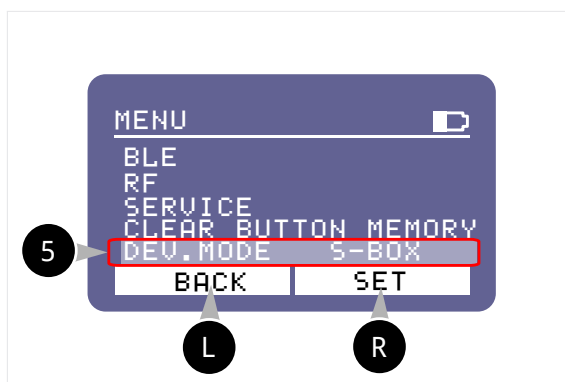 MENU
BLE
RF
SERVICE
CLEAR BUTTON MEMORY
5
DEV.MODE S-BOX
BACK SET
L R